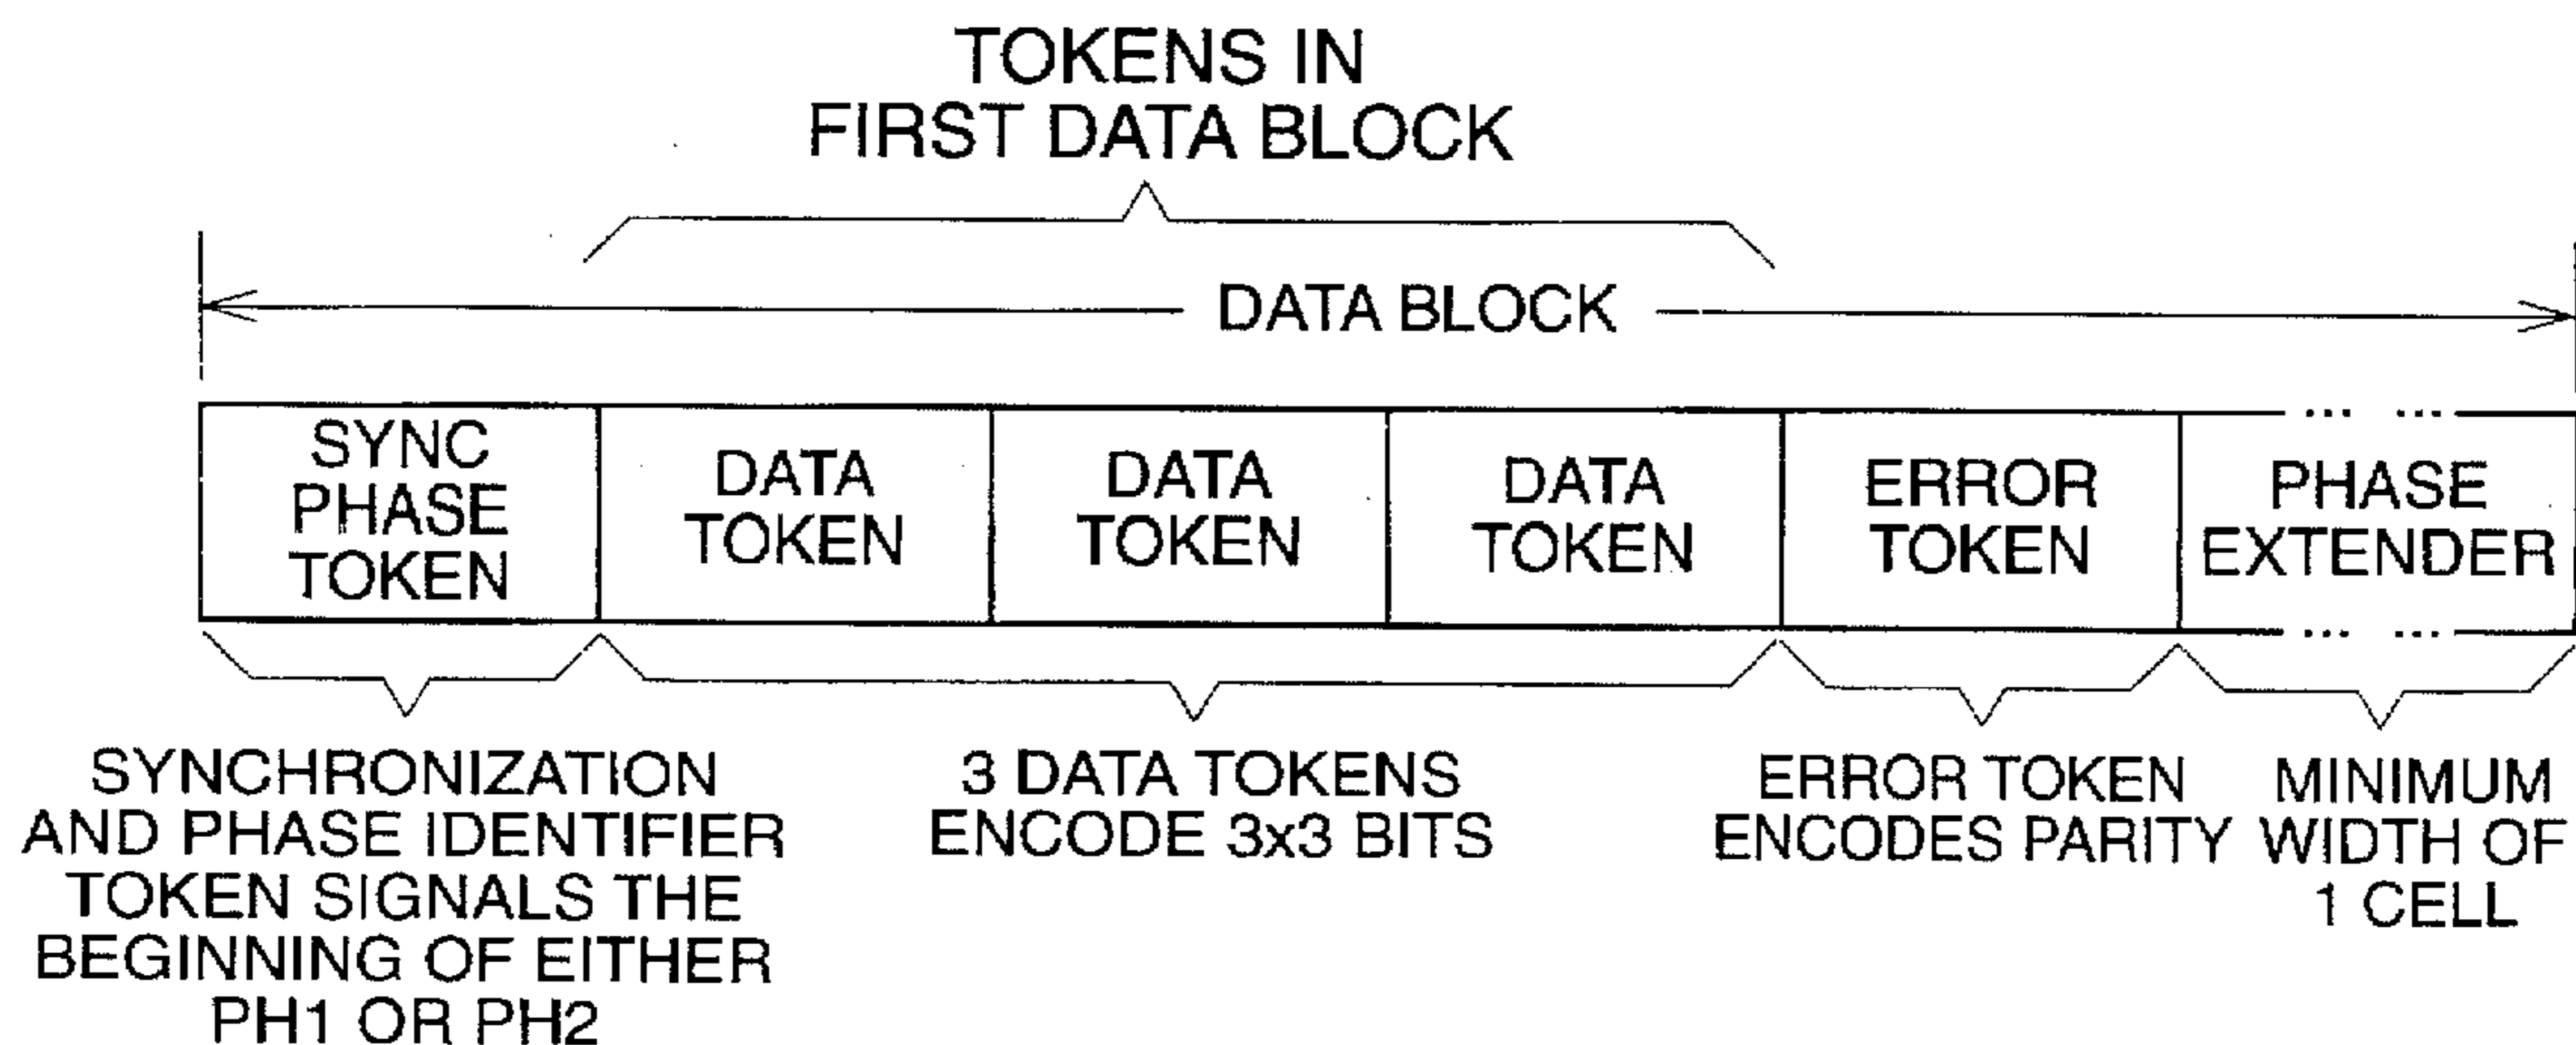 TOKENS IN
FIRST DATA BLOCK
DATA BLOCK
SYNC
PHASE
TOKEN
DATA
TOKEN
DATA
TOKEN
DATA
TOKEN
ERROR
TOKEN
... ...
PHASE
EXTENDER
... ...
SYNCHRONIZATION
AND PHASE IDENTIFIER
TOKEN SIGNALS THE
BEGINNING OF EITHER
PH1 OR PH2
3 DATA TOKENS
ENCODE 3x3 BITS
ERROR TOKEN
ENCODES PARITY
MINIMUM
WIDTH OF
1 CELL